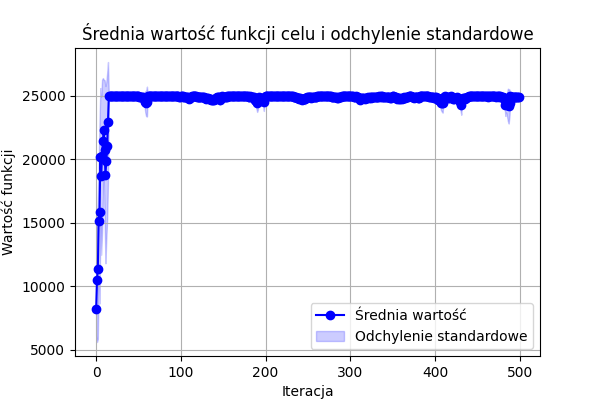 Średnia wartość funkcji celu i odchylenie standardowe
Wartość funkcji
25000
20000
15000
10000
5000
0
100
200
300
400
500
Iteracja
Średnia wartość
Odchylenie standardowe